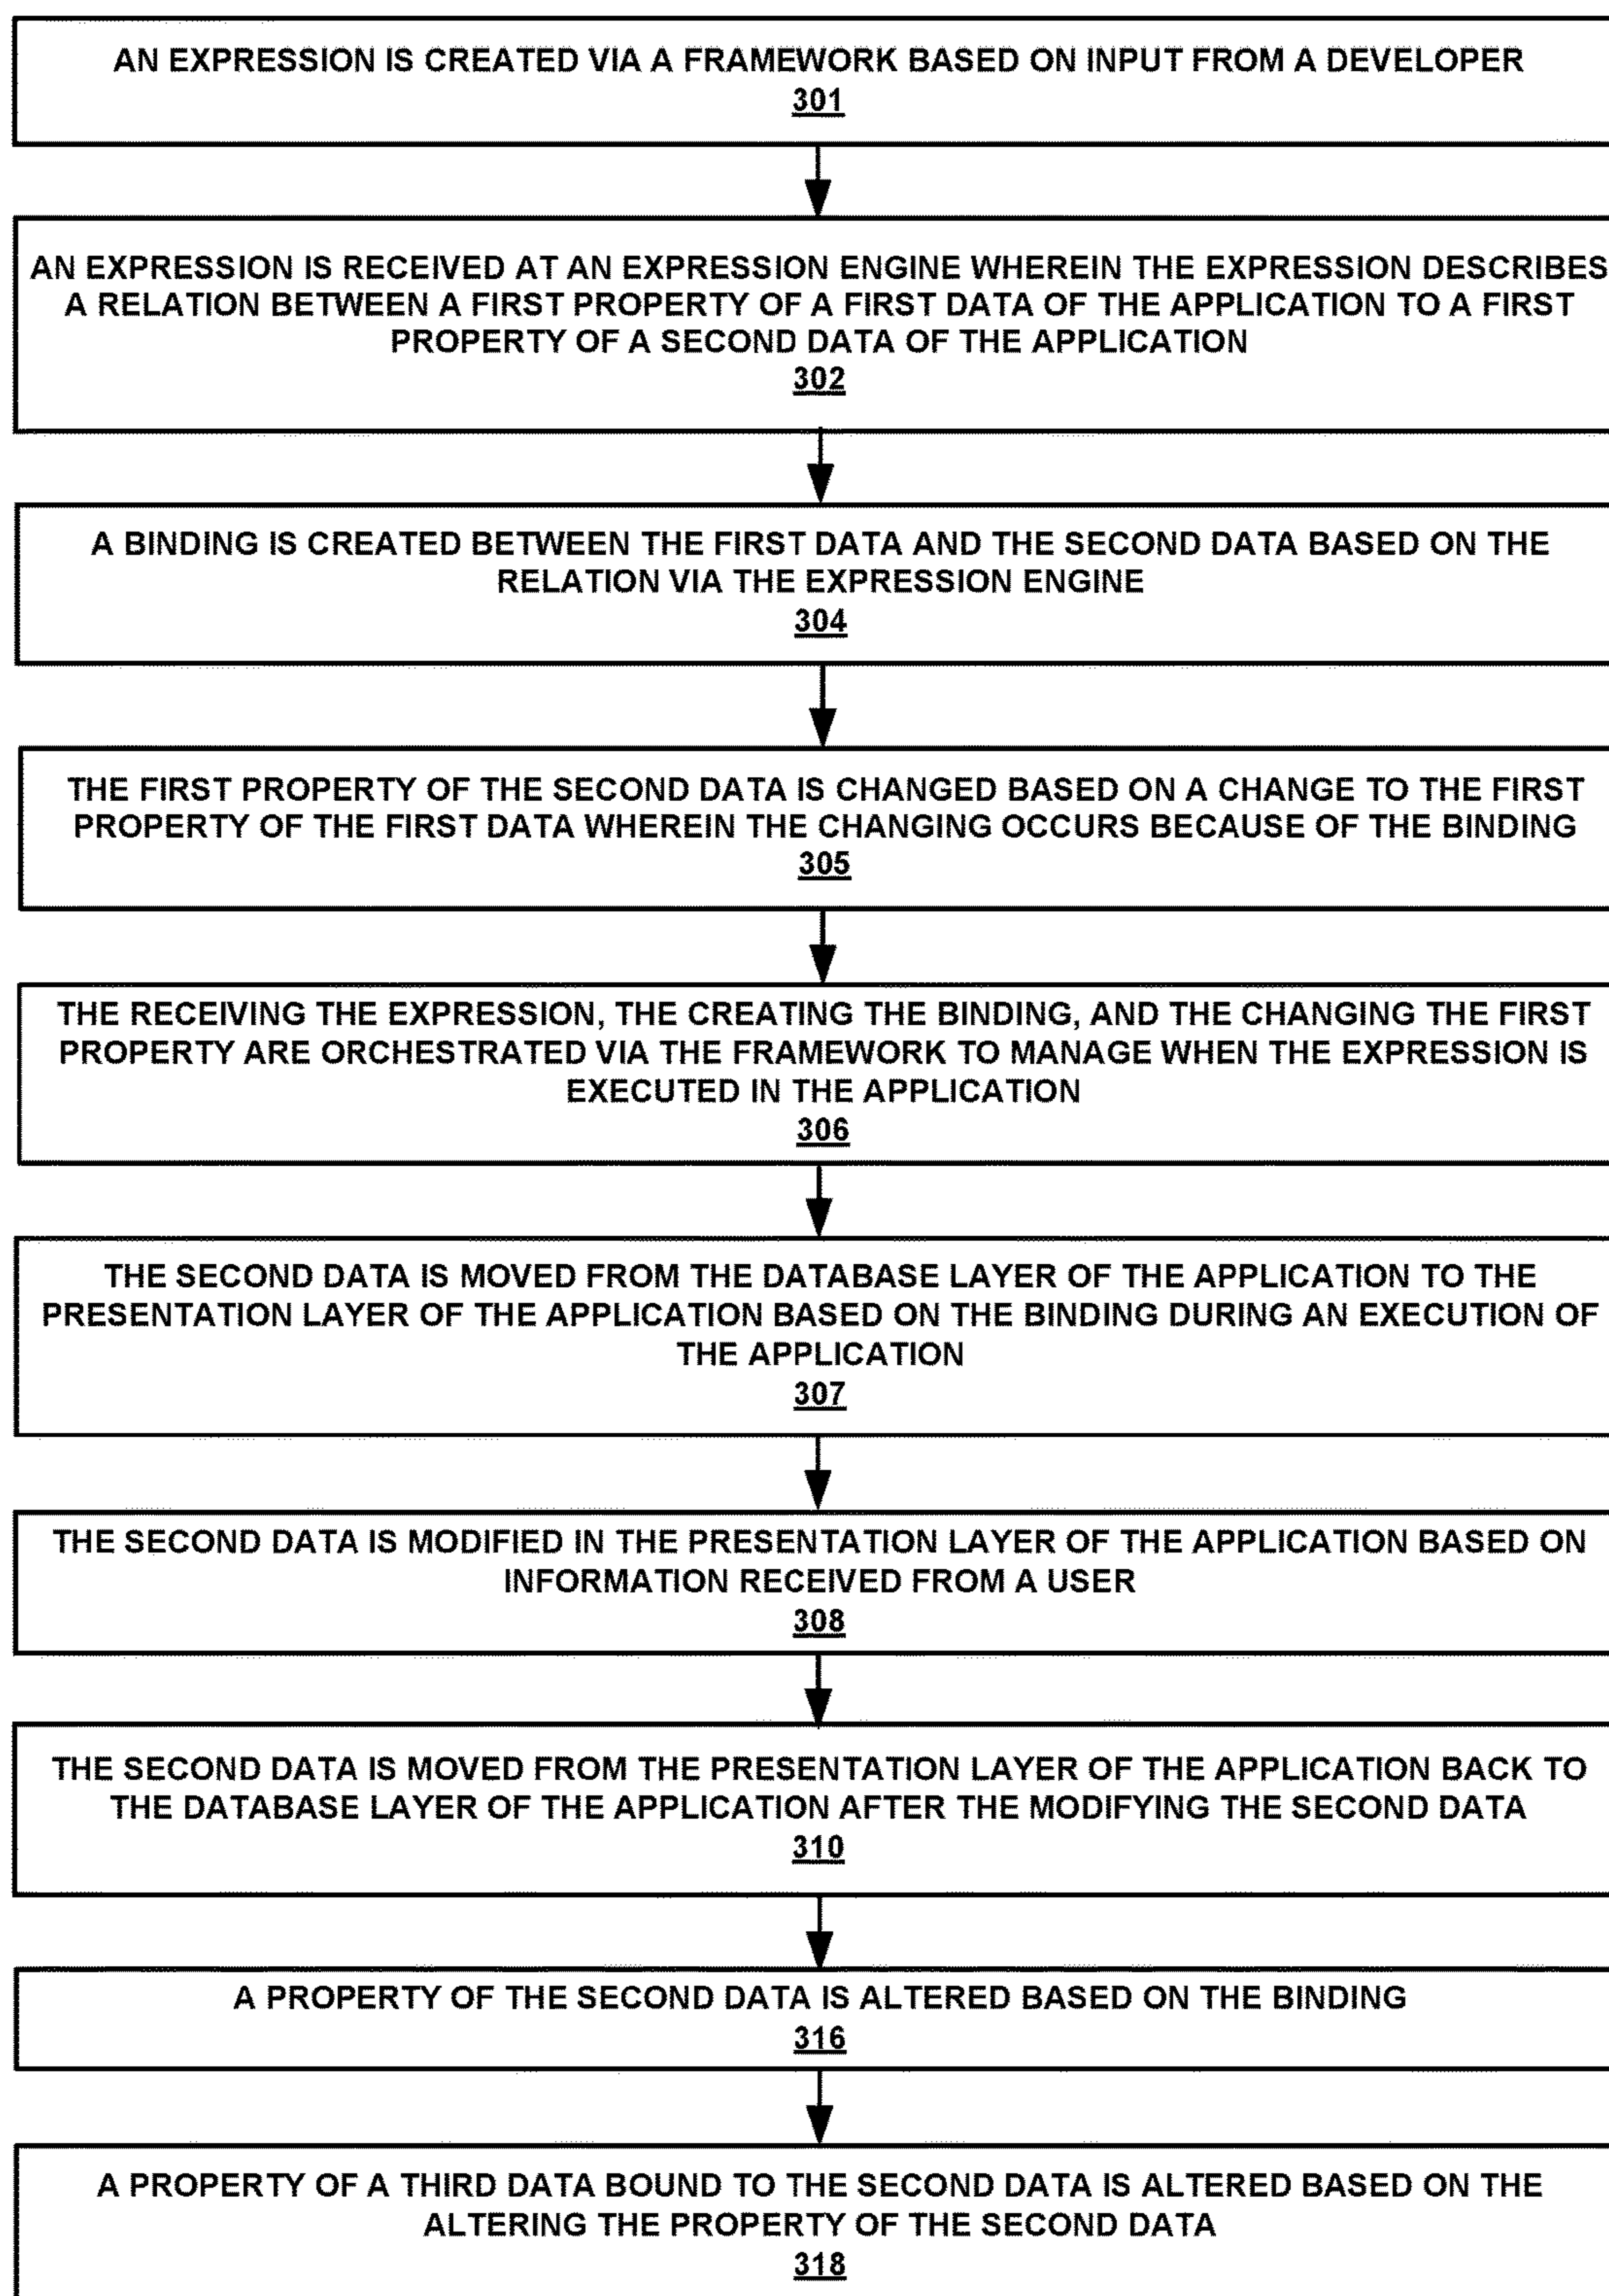 AN EXPRESSION IS CREATED VIA A FRAMEWORK BASED ON INPUT FROM A DEVELOPER
301
AN EXPRESSION IS RECEIVED AT AN EXPRESSION ENGINE WHEREIN THE EXPRESSION DESCRIBES
A RELATION BETWEEN A FIRST PROPERTY OF A FIRST DATA OF THE APPLICATION TO A FIRST
PROPERTY OF A SECOND DATA OF THE APPLICATION
302
A BINDING IS CREATED BETWEEN THE FIRST DATA AND THE SECOND DATA BASED ON THE
RELATION VIA THE EXPRESSION ENGINE
304
THE FIRST PROPERTY OF THE SECOND DATA IS CHANGED BASED ON A CHANGE TO THE FIRST
PROPERTY OF THE FIRST DATA WHEREIN THE CHANGING OCCURS BECAUSE OF THE BINDING
305
THE RECEIVING THE EXPRESSION, THE CREATING THE BINDING, AND THE CHANGING THE FIRST
PROPERTY ARE ORCHESTRATED VIA THE FRAMEWORK TO MANAGE WHEN THE EXPRESSION IS
EXECUTED IN THE APPLICATION
306
THE SECOND DATA IS MOVED FROM THE DATABASE LAYER OF THE APPLICATION TO THE
PRESENTATION LAYER OF THE APPLICATION BASED ON THE BINDING DURING AN EXECUTION OF
THE APPLICATION
307
THE SECOND DATA IS MODIFIED IN THE PRESENTATION LAYER OF THE APPLICATION BASED ON
INFORMATION RECEIVED FROM A USER
308
THE SECOND DATA IS MOVED FROM THE PRESENTATION LAYER OF THE APPLICATION BACK TO
THE DATABASE LAYER OF THE APPLICATION AFTER THE MODIFYING THE SECOND DATA
310
A PROPERTY OF THE SECOND DATA IS ALTERED BASED ON THE BINDING
316
A PROPERTY OF A THIRD DATA BOUND TO THE SECOND DATA IS ALTERED BASED ON THE
ALTERING THE PROPERTY OF THE SECOND DATA
318